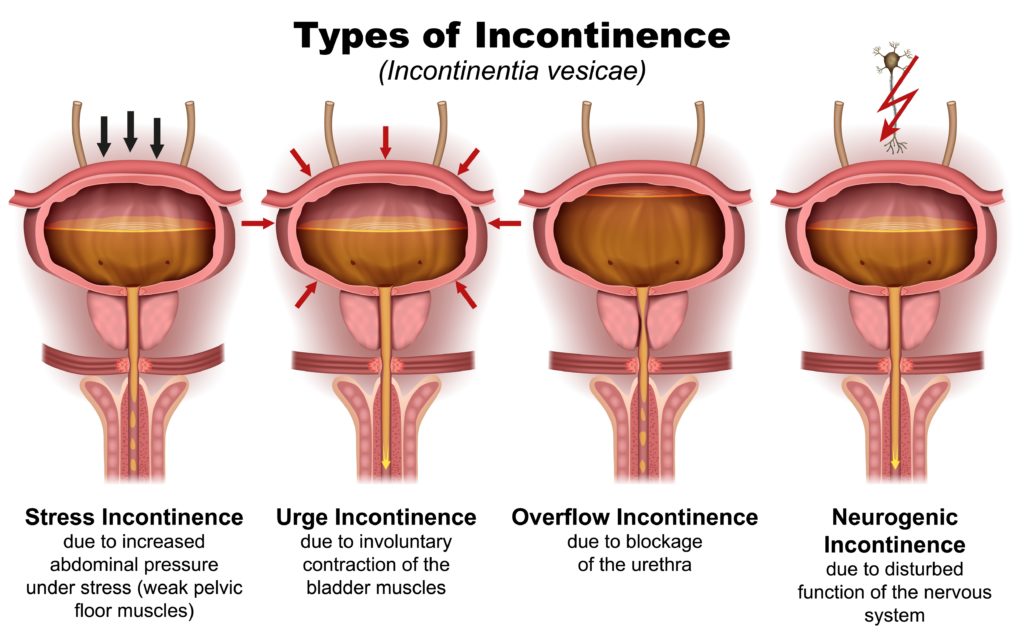 Types of Incontinence
(Incontinentia vesicae)
Stress Incontinence
due to increased
abdominal pressure
under stress (weak pelvic
floor muscles)
Urge Incontinence
due to involuntary
contraction of the
bladder muscles
Overflow Incontinence
due to blockage
of the urethra
Neurogenic
Incontinence
due to disturbed
function of the nervous
system